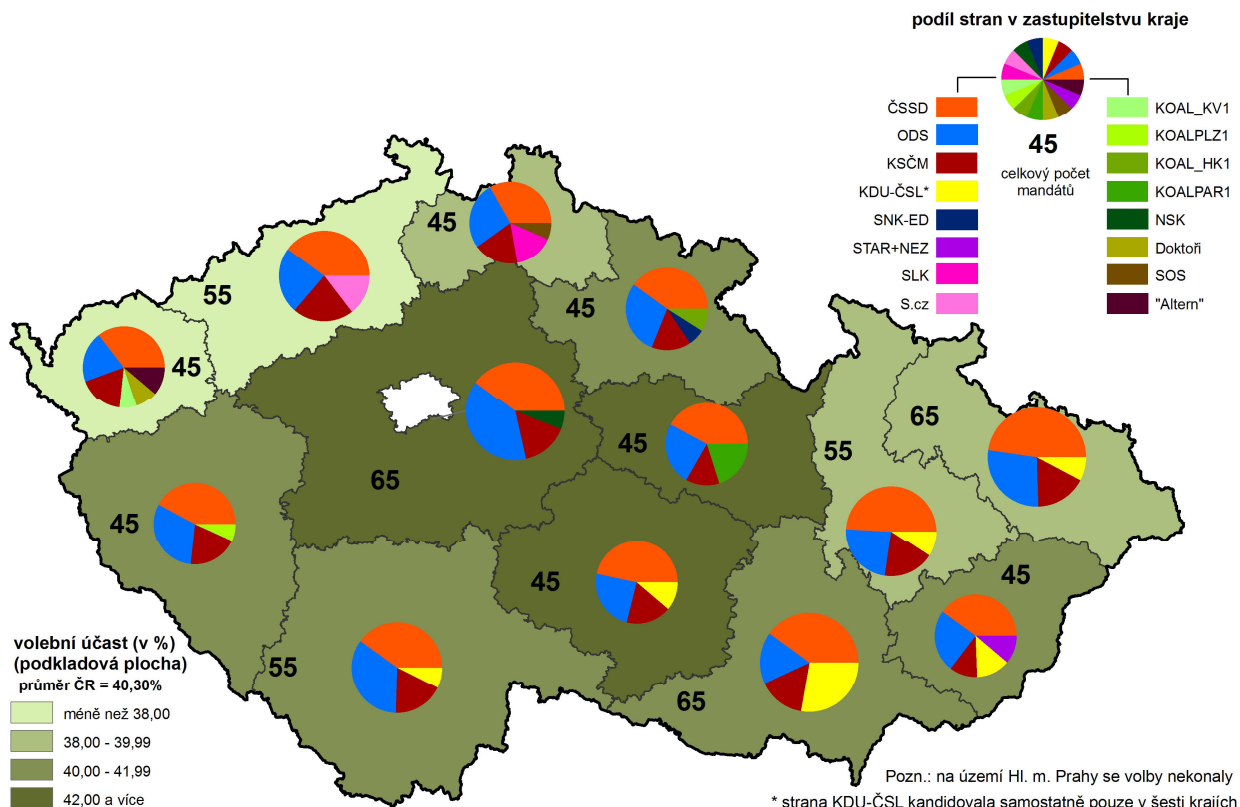 podíl stran v zastupitelstvu kraje
ČSSD
ODS
KSČM
KDU-ČSL*
SNK-ED
STAR+NEZ
SLK
S.cz
45
celkový počet
mandátů
KOAL_KV1
KOALPLZ1
KOAL_HK1
KOALPAR1
NSK
Doktoři
SOS
"Altern"
45
55
45
45
65
45
55
65
45
45
45
55
65
volební účast (v %)
(podkladová plocha)
průměr ČR = 40,30%
méně než 38,00
38,00 - 39,99
40,00 - 41,99
42,00 a více
Pozn.: na území Hl. m. Prahy se volby nekonaly
* strana KDU-ČSL kandidovala samostatně pouze v šesti krajích